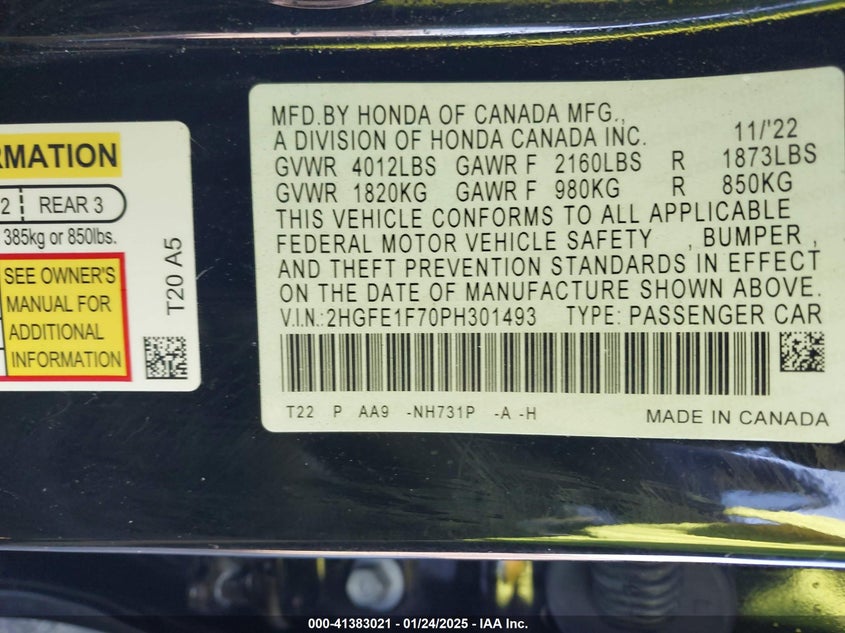 RMATION
2 REAR 3
385kg or 850lbs.
SEE OWNER'S
MANUAL FOR
ADDITIONAL
INFORMATION
T20 A5
MFD.BY HONDA OF CANADA MFG.,
A DIVISION OF HONDA CANADA INC. 11/'22
GVWR 4012LBS GAWR F 2160LBS R 1873LBS
GVWR 1820KG GAWR F 980KG R 850KG
THIS VEHICLE CONFORMS TO ALL APPLICABLE
FEDERAL MOTOR VEHICLE SAFETY , BUMPER ,
AND THEFT PREVENTION STANDARDS IN EFFECT
ON THE DATE OF MANUFACTURE SHOWN ABOVE.
V.I.N.:2HGFE1F70PH301493 TYPE: PASSENGER CAR
T22 P AA9 -NH731P -A -H
MADE IN CANADA
000-41383021 - 01/24/2025 - IAA Inc.